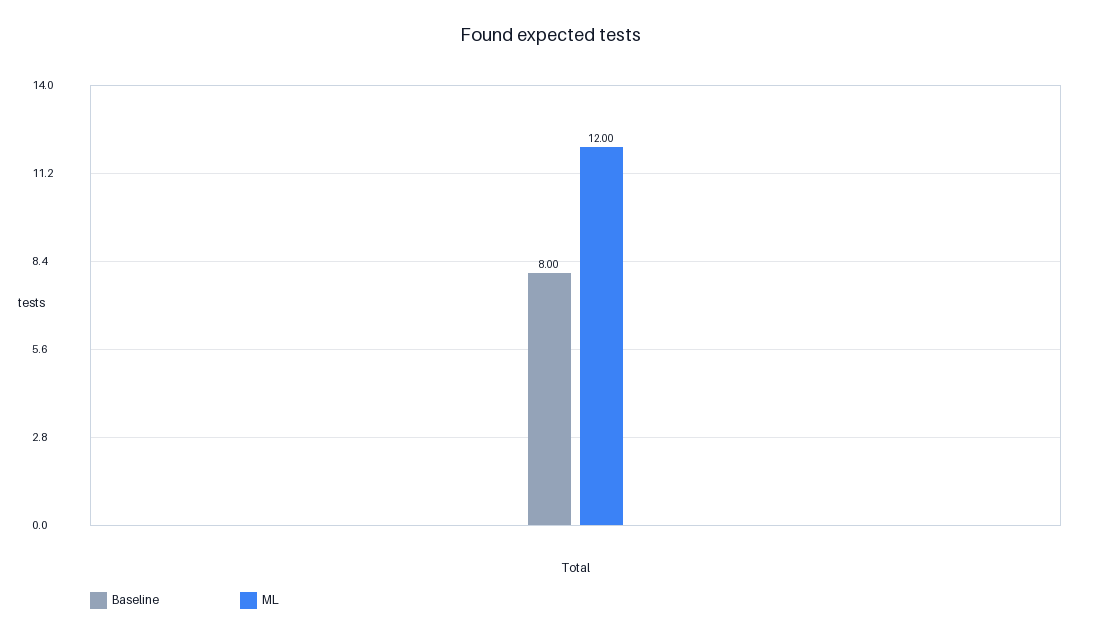 Found expected tests
14.0
12.00
11.2
8.4
8.00
tests
5.6
2.8
0.0
Total
Baseline
ML